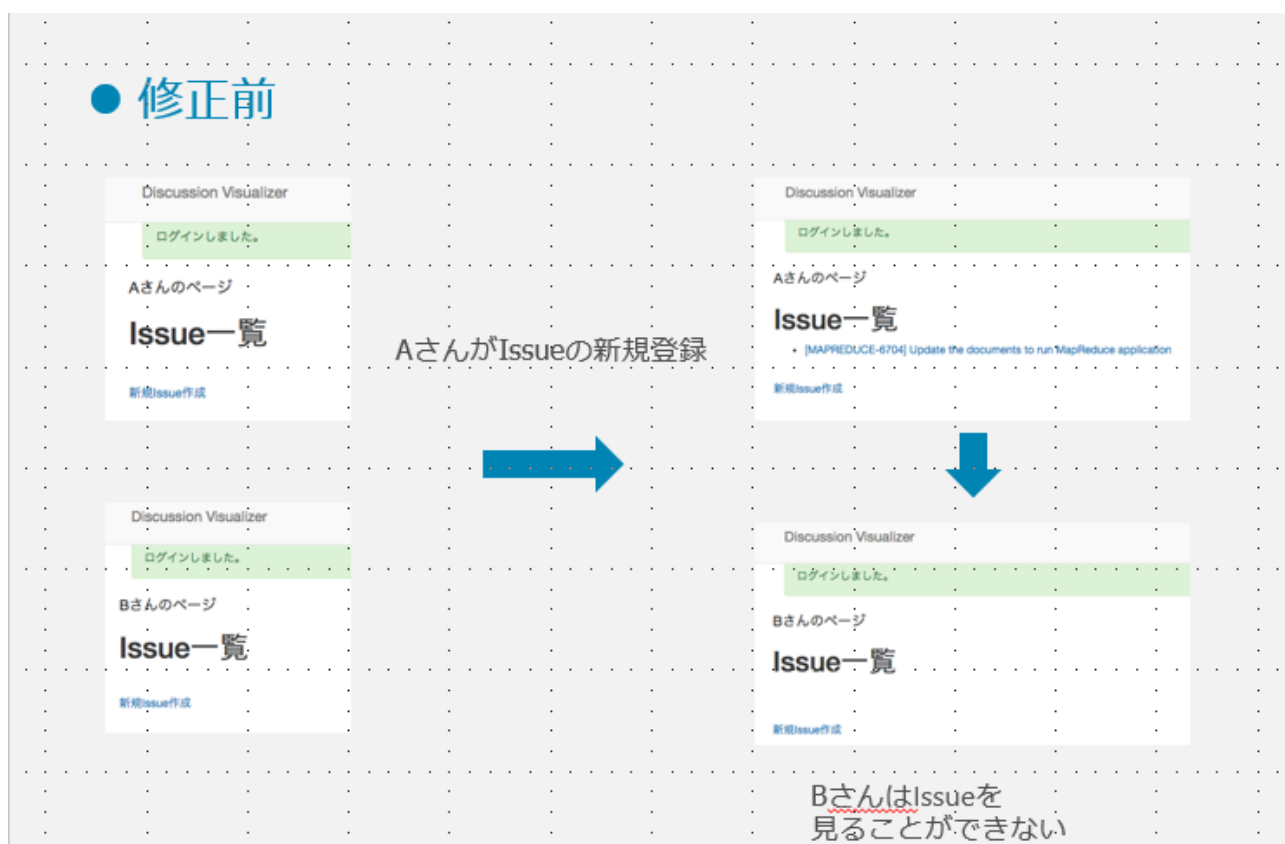 ● 修正前
Discussion Visualizer
ログインしました。
Aさんのページ
Issue一覧
新規Issue作成
Discussion Visualizer
ログインしました。
Bさんのページ
Issue一覧
新規Issue作成
AさんがIssueの新規登録
Discussion Visualizer
ログインしました。
Aさんのページ
Issue一覧
• [MAPREDUCE-6704] Update the documents to run MapReduce application
新規Issue作成
Discussion Visualizer
ログインしました。
Bさんのページ
Issue一覧
新規Issue作成
BさんはIssueを
見ることができない